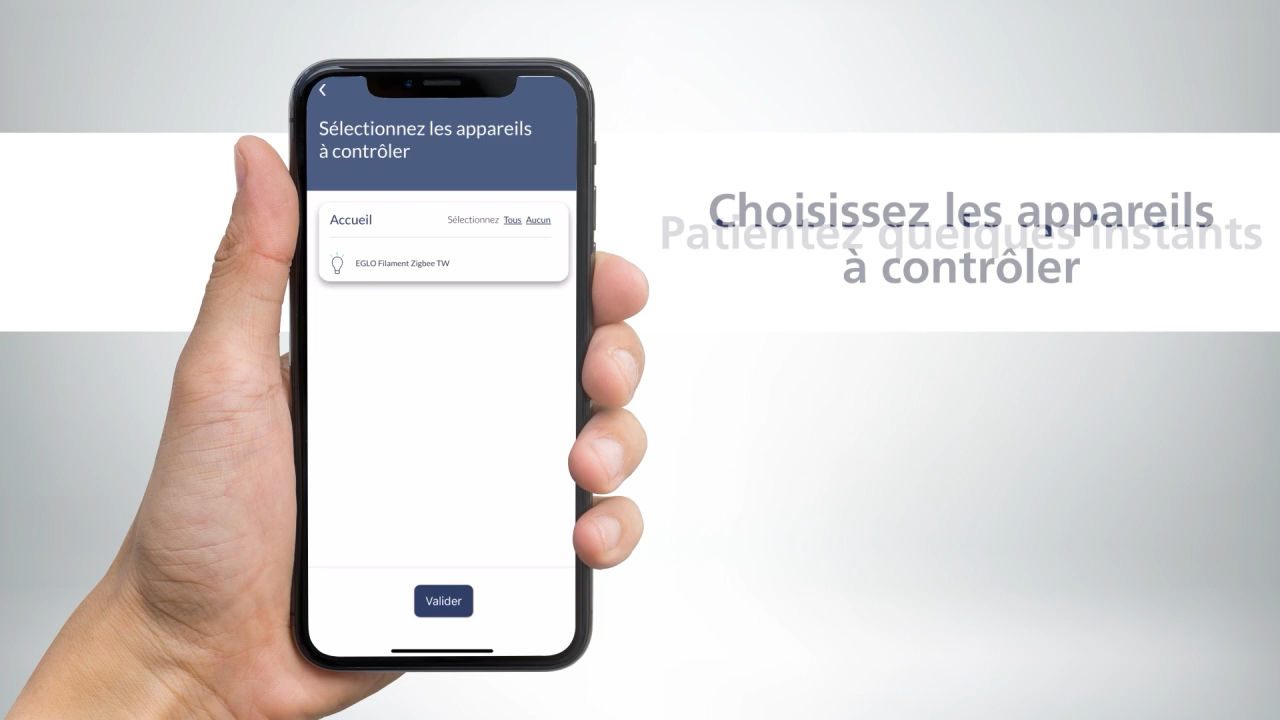 Sélectionnez les appareils
à contrôler
Accueil
Sélectionnez Tous Aucun
EGLO Filament Zigbee TW
Valider
Choisissez les appareils
Patientez quelques instants
à contrôler